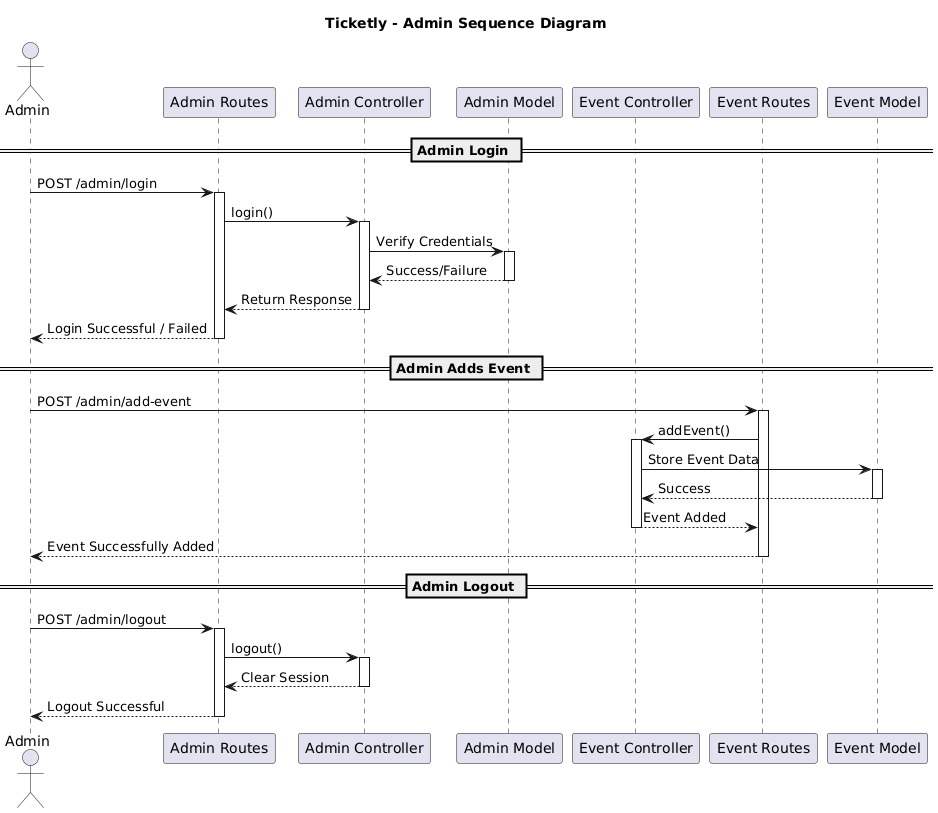 Ticketly - Admin Sequence Diagram
Admin
Admin Routes
Admin Controller
Admin Model
Event Controller
Event Routes
Event Model
Admin Login
POST /admin/login
login()
Verify Credentials
Success/Failure
Return Response
Login Successful / Failed
Admin Adds Event
POST /admin/add-event
addEvent()
Store Event Data
Success
Event Added
Event Successfully Added
Admin Logout
POST /admin/logout
logout()
Clear Session
Logout Successful
Admin
Admin Routes
Admin Controller
Admin Model
Event Controller
Event Routes
Event Model